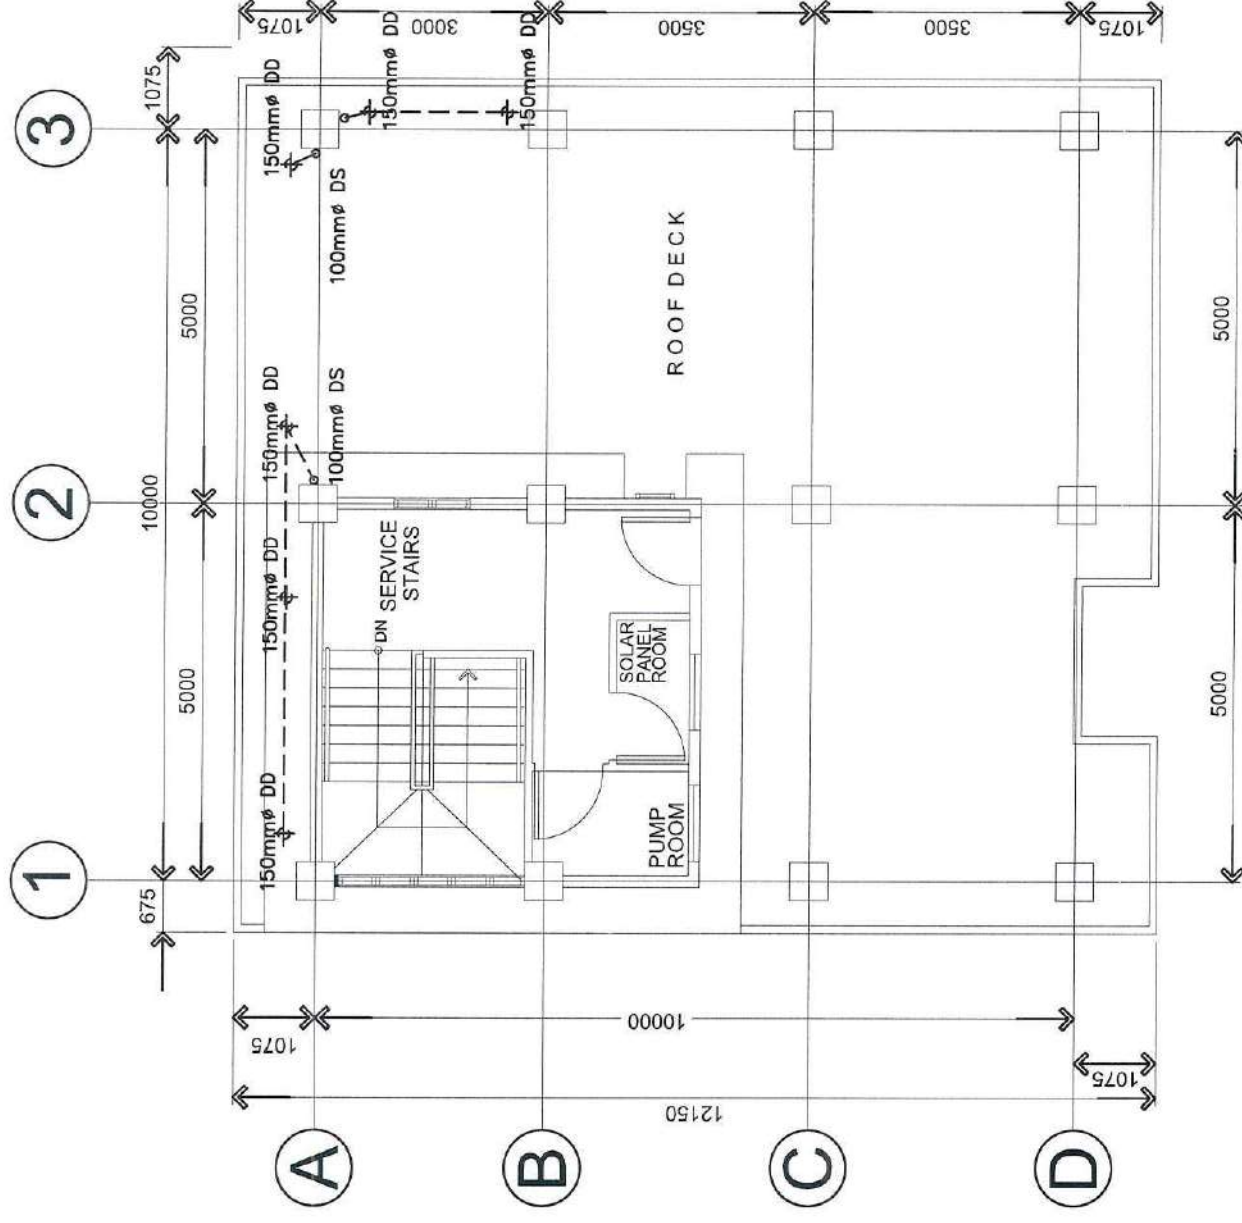 3
2
1
1075
10000
675
5000
5000
1075
3000
3500
3500
1075
150mmø DD
150mmø DD
150mmø DD
100mmø DS
150mmø DD
100mmø DS
150mmø DD
150mmø DD
ROOF DECK
SERVICE
STAIRS
DN
SOLAR
PANEL
ROOM
PUMP
ROOM
5000
5000
1075
10000
1075
12150
A
B
C
D